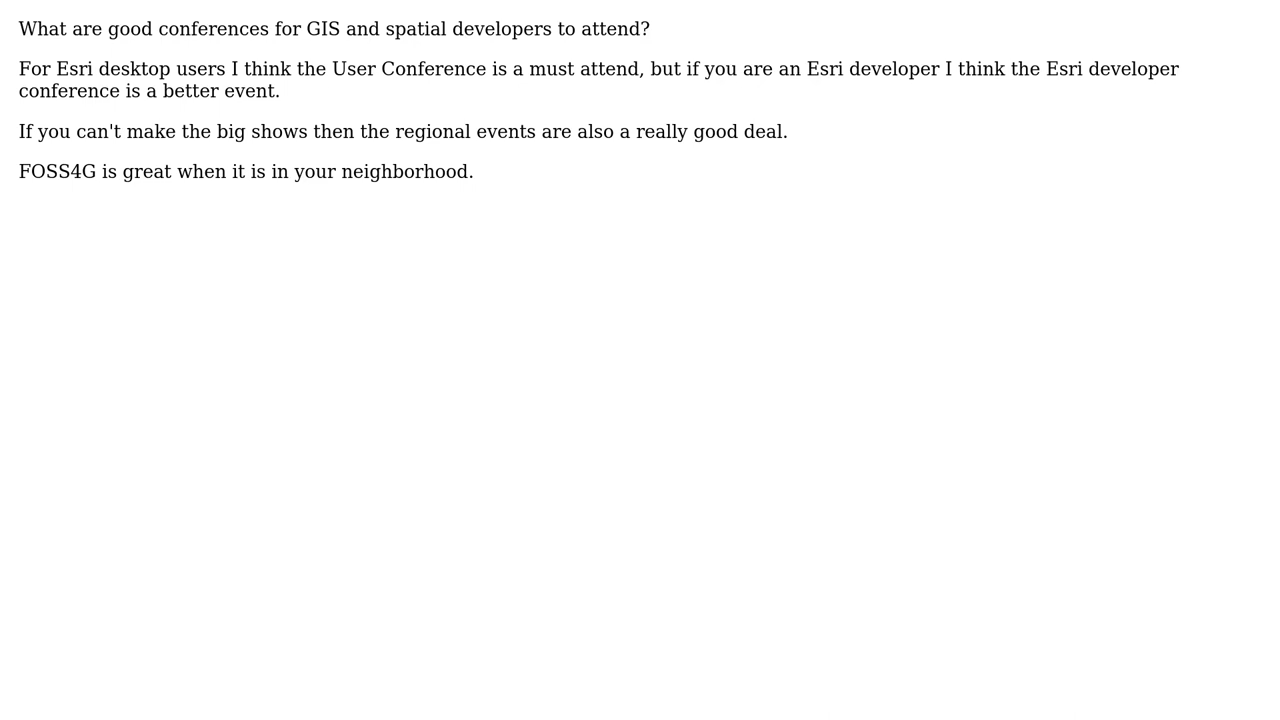 What are good conferences for GIS and spatial developers to attend?
For Esri desktop users I think the User Conference is a must attend, but if you are an Esri developer I think the Esri developer
conference is a better event.
If you can't make the big shows then the regional events are also a really good deal.
FOSS4G is great when it is in your neighborhood.